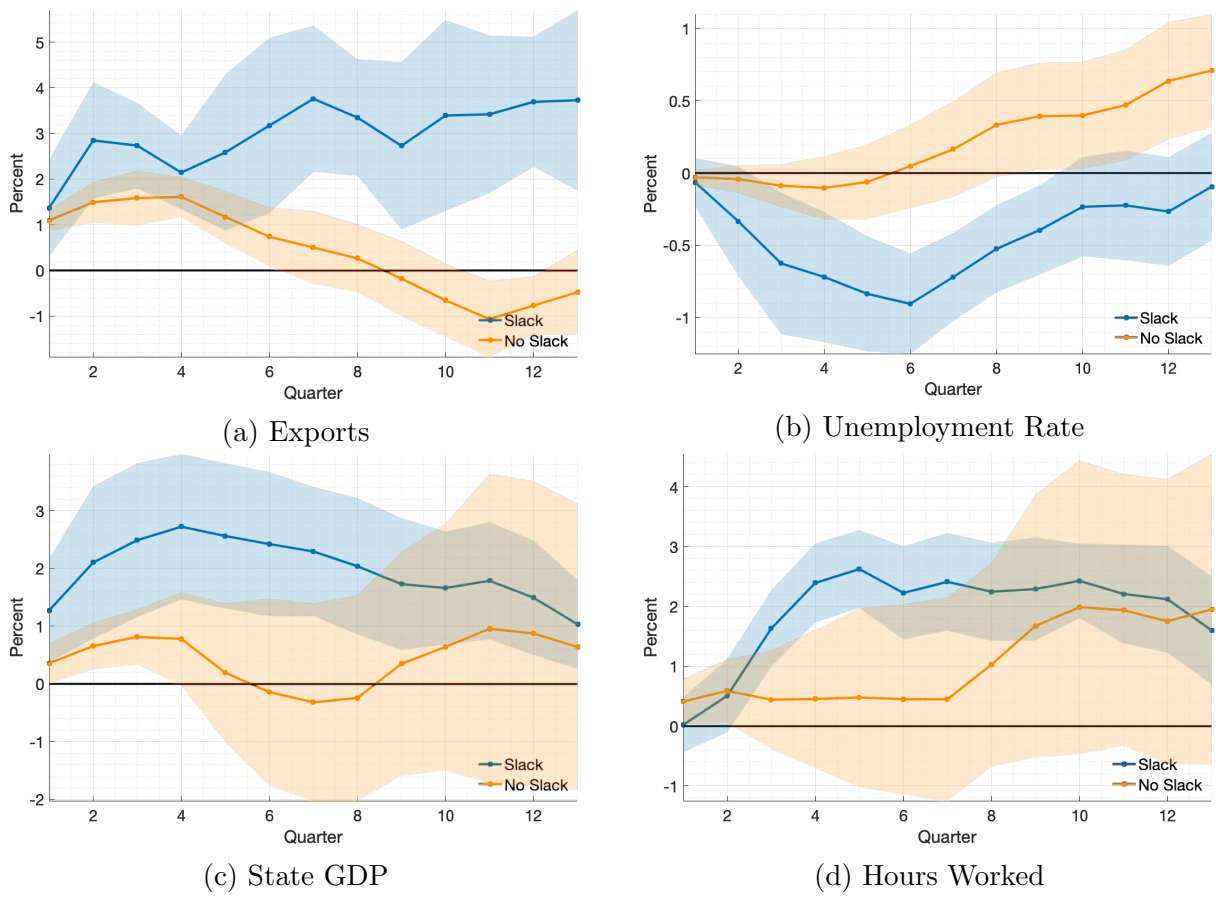 5
4
3
2
1
0
-1
Percent
2 4 6 8 10 12
Quarter
Slack
No Slack
(a) Exports
1
0.5
0
-0.5
-1
Percent
2 4 6 8 10 12
Quarter
Slack
No Slack
(b) Unemployment Rate
3
2
1
0
-1
-2
Percent
2 4 6 8 10 12
Quarter
Slack
No Slack
(c) State GDP
4
3
2
1
0
-1
Percent
2 4 6 8 10 12
Quarter
Slack
No Slack
(d) Hours Worked